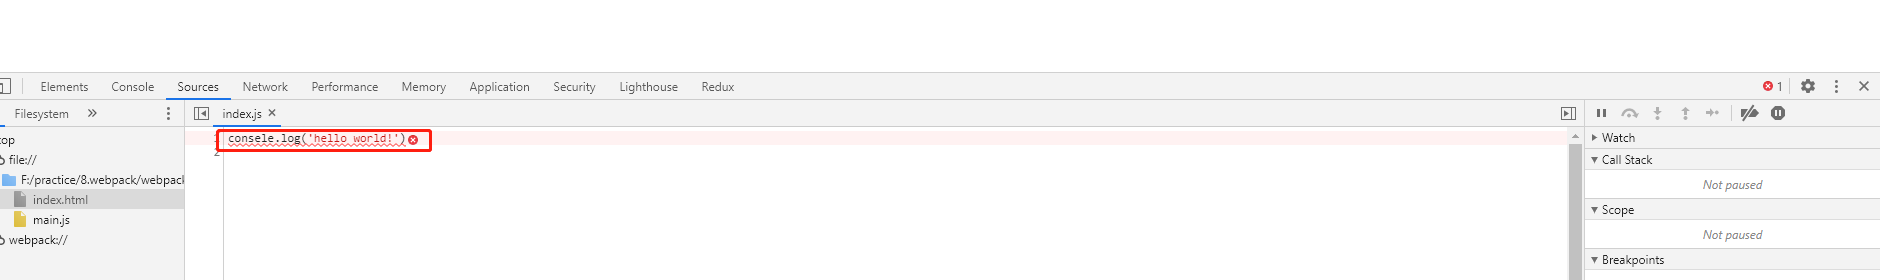 Elements Console Sources Network Performance Memory Application Security Lighthouse Redux 1
Filesystem » index.js ×
top
file://
F:/practice/8.webpack/webpack
index.html
main.js
webpack://
1 consele.log('hello world!')
2
Watch
Call Stack
Not paused
Scope
Not paused
Breakpoints